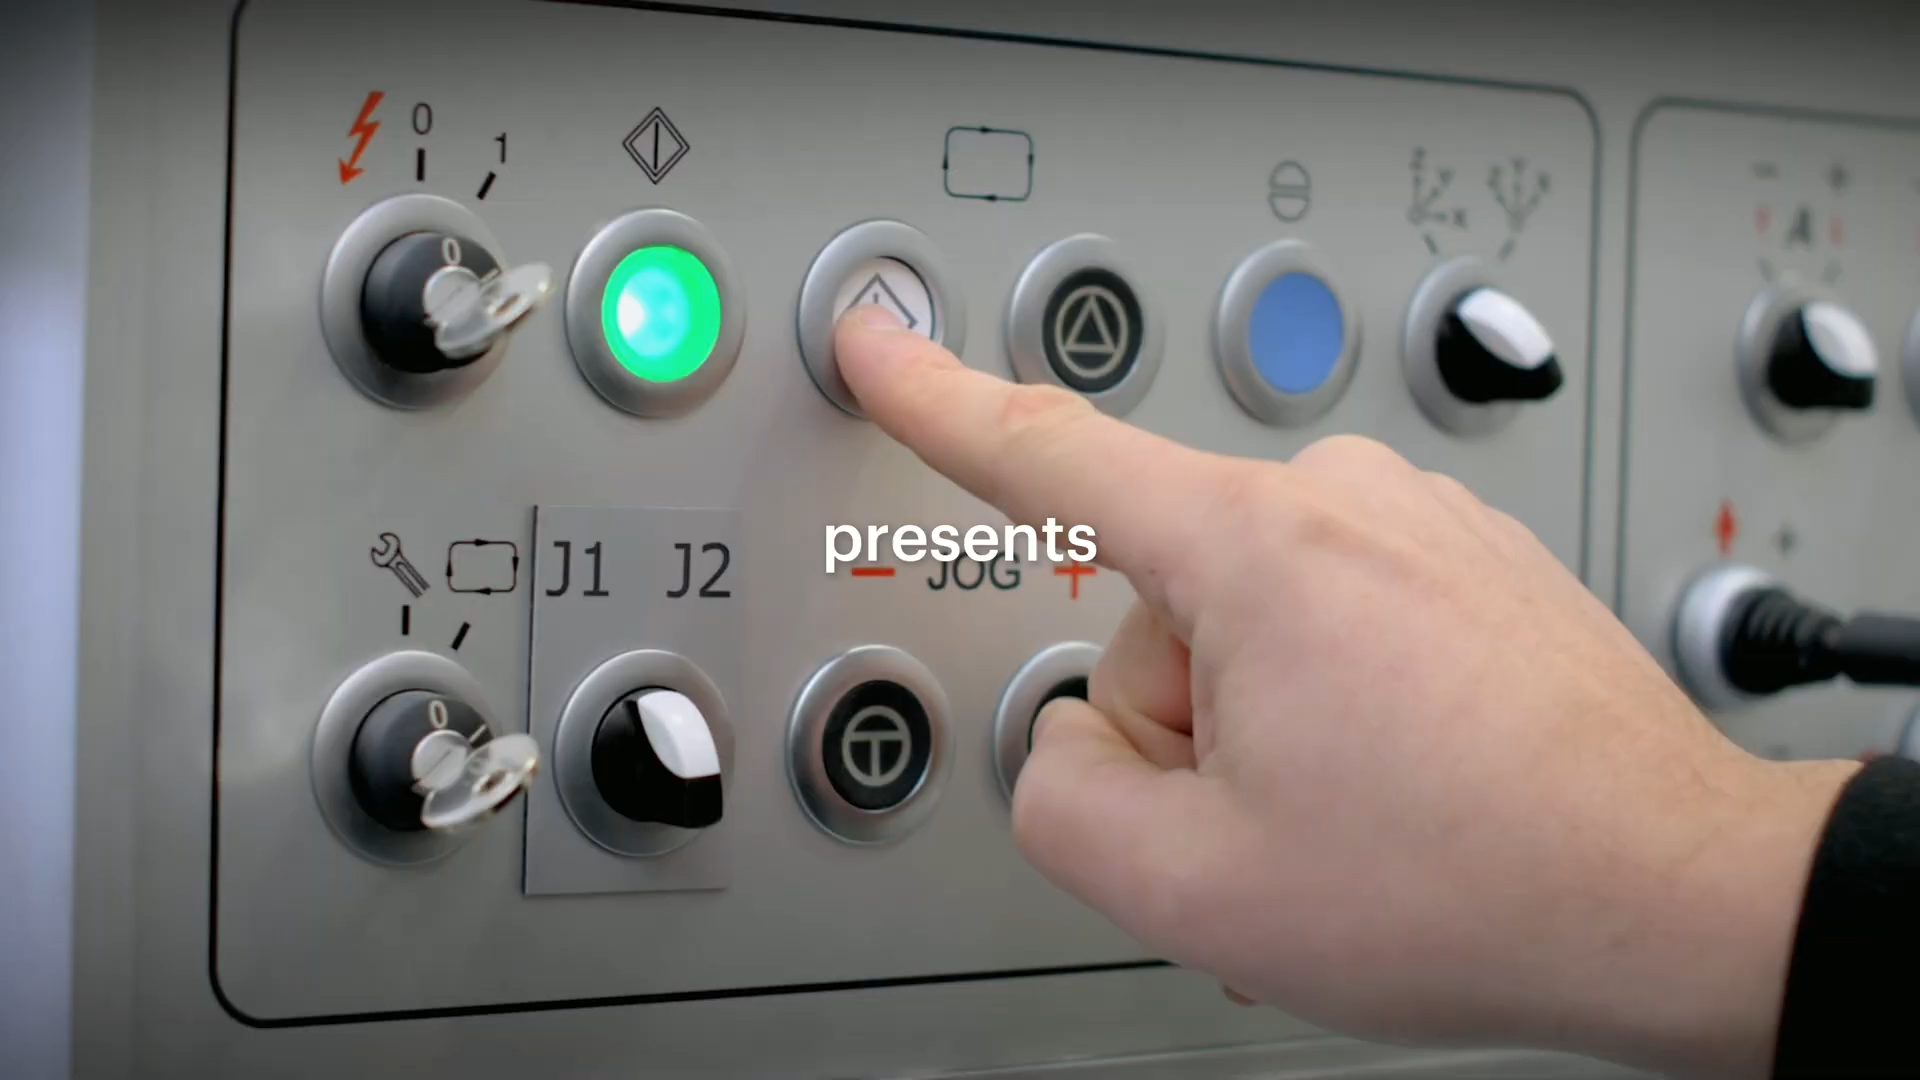 0
1
0
Z Y
X
Z Y X
- +
A
presents
J1 J2
- JOG +
0